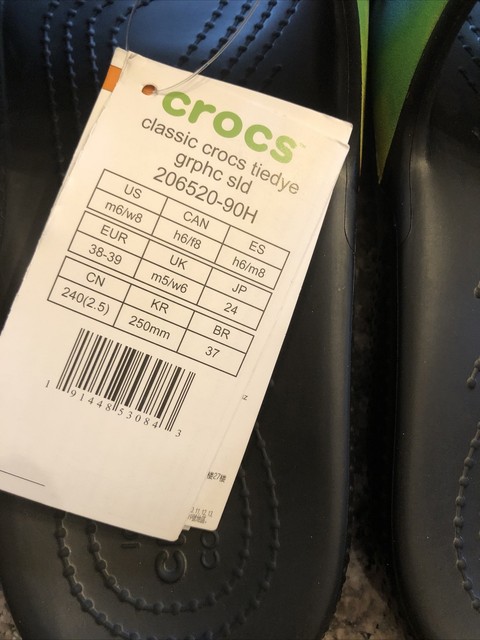 crocs™
classic crocs tiedye
grphc sld
206520-90H
US CAN ES
m6/w8 h6/f8 h6/m8
EUR UK JP
38-39 m5/w6 24
CN KR BR
240(2.5) 250mm 37
1 91448 53084 3